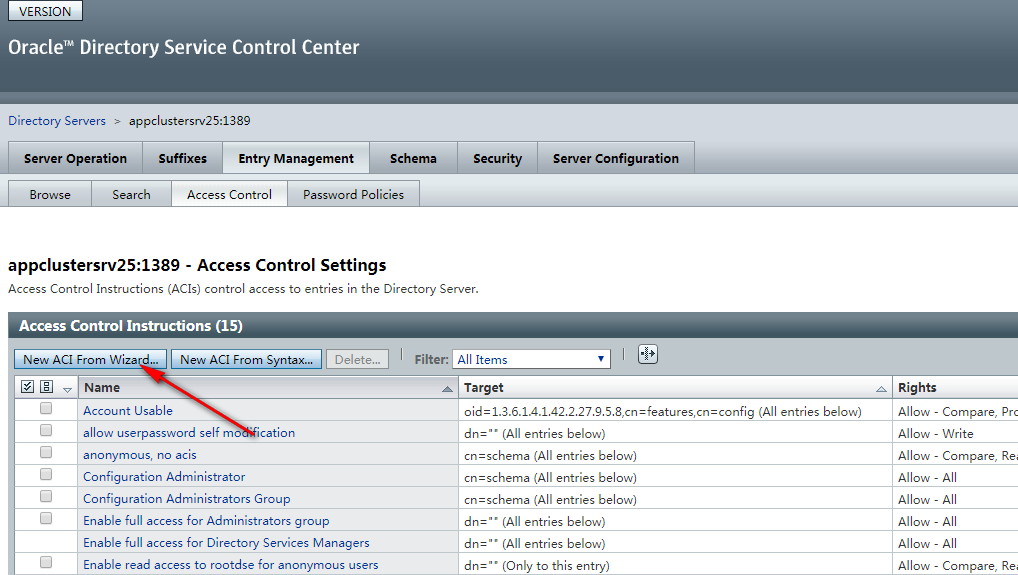 VERSION
Oracle™ Directory Service Control Center
Directory Servers > appclustersrv25:1389
Server Operation Suffixes Entry Management Schema Security Server Configuration
Browse Search Access Control Password Policies
appclustersrv25:1389 - Access Control Settings
Access Control Instructions (ACIs) control access to entries in the Directory Server.
Access Control Instructions (15)
New ACI From Wizard... New ACI From Syntax... Delete... Filter: All Items
Name Target Rights
Account Usable oid=1.3.6.1.4.1.42.2.27.9.5.8,cn=features,cn=config (All entries below) Allow - Compare, Pro
allow userpassword self modification dn="" (All entries below) Allow - Write
anonymous, no acis cn=schema (All entries below) Allow - Compare, Rea
Configuration Administrator cn=schema (All entries below) Allow - All
Configuration Administrators Group cn=schema (All entries below) Allow - All
Enable full access for Administrators group dn="" (All entries below) Allow - All
Enable full access for Directory Services Managers dn="" (All entries below) Allow - All
Enable read access to rootdse for anonymous users dn="" (Only to this entry) Allow - Compare, Rea